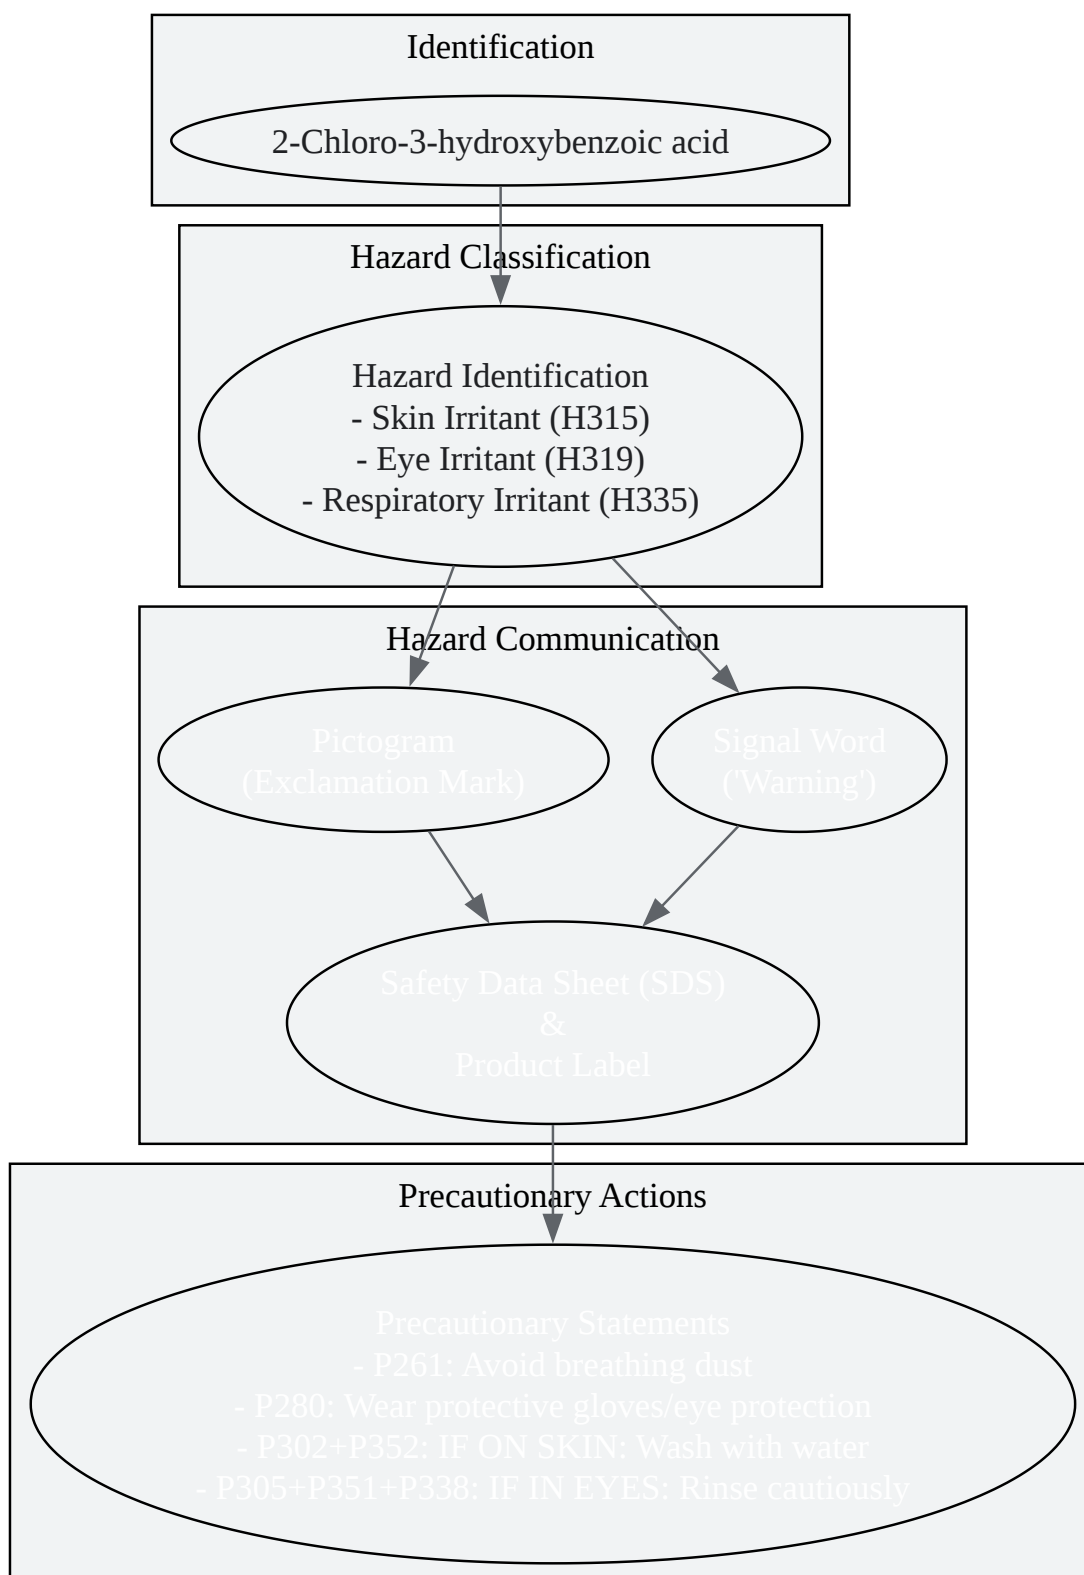 Identification
2-Chloro-3-hydroxybenzoic acid
Hazard Classification
Hazard Identification
- Skin Irritant (H315)
- Eye Irritant (H319)
- Respiratory Irritant (H335)
Hazard Communication
Pictogram
(Exclamation Mark)
Signal Word
('Warning')
Safety Data Sheet (SDS)
&
Product Label
Precautionary Actions
Precautionary Statements
- P261: Avoid breathing dust
- P280: Wear protective gloves/eye protection
- P302+P352: IF ON SKIN: Wash with water
- P305+P351+P338: IF IN EYES: Rinse cautiously